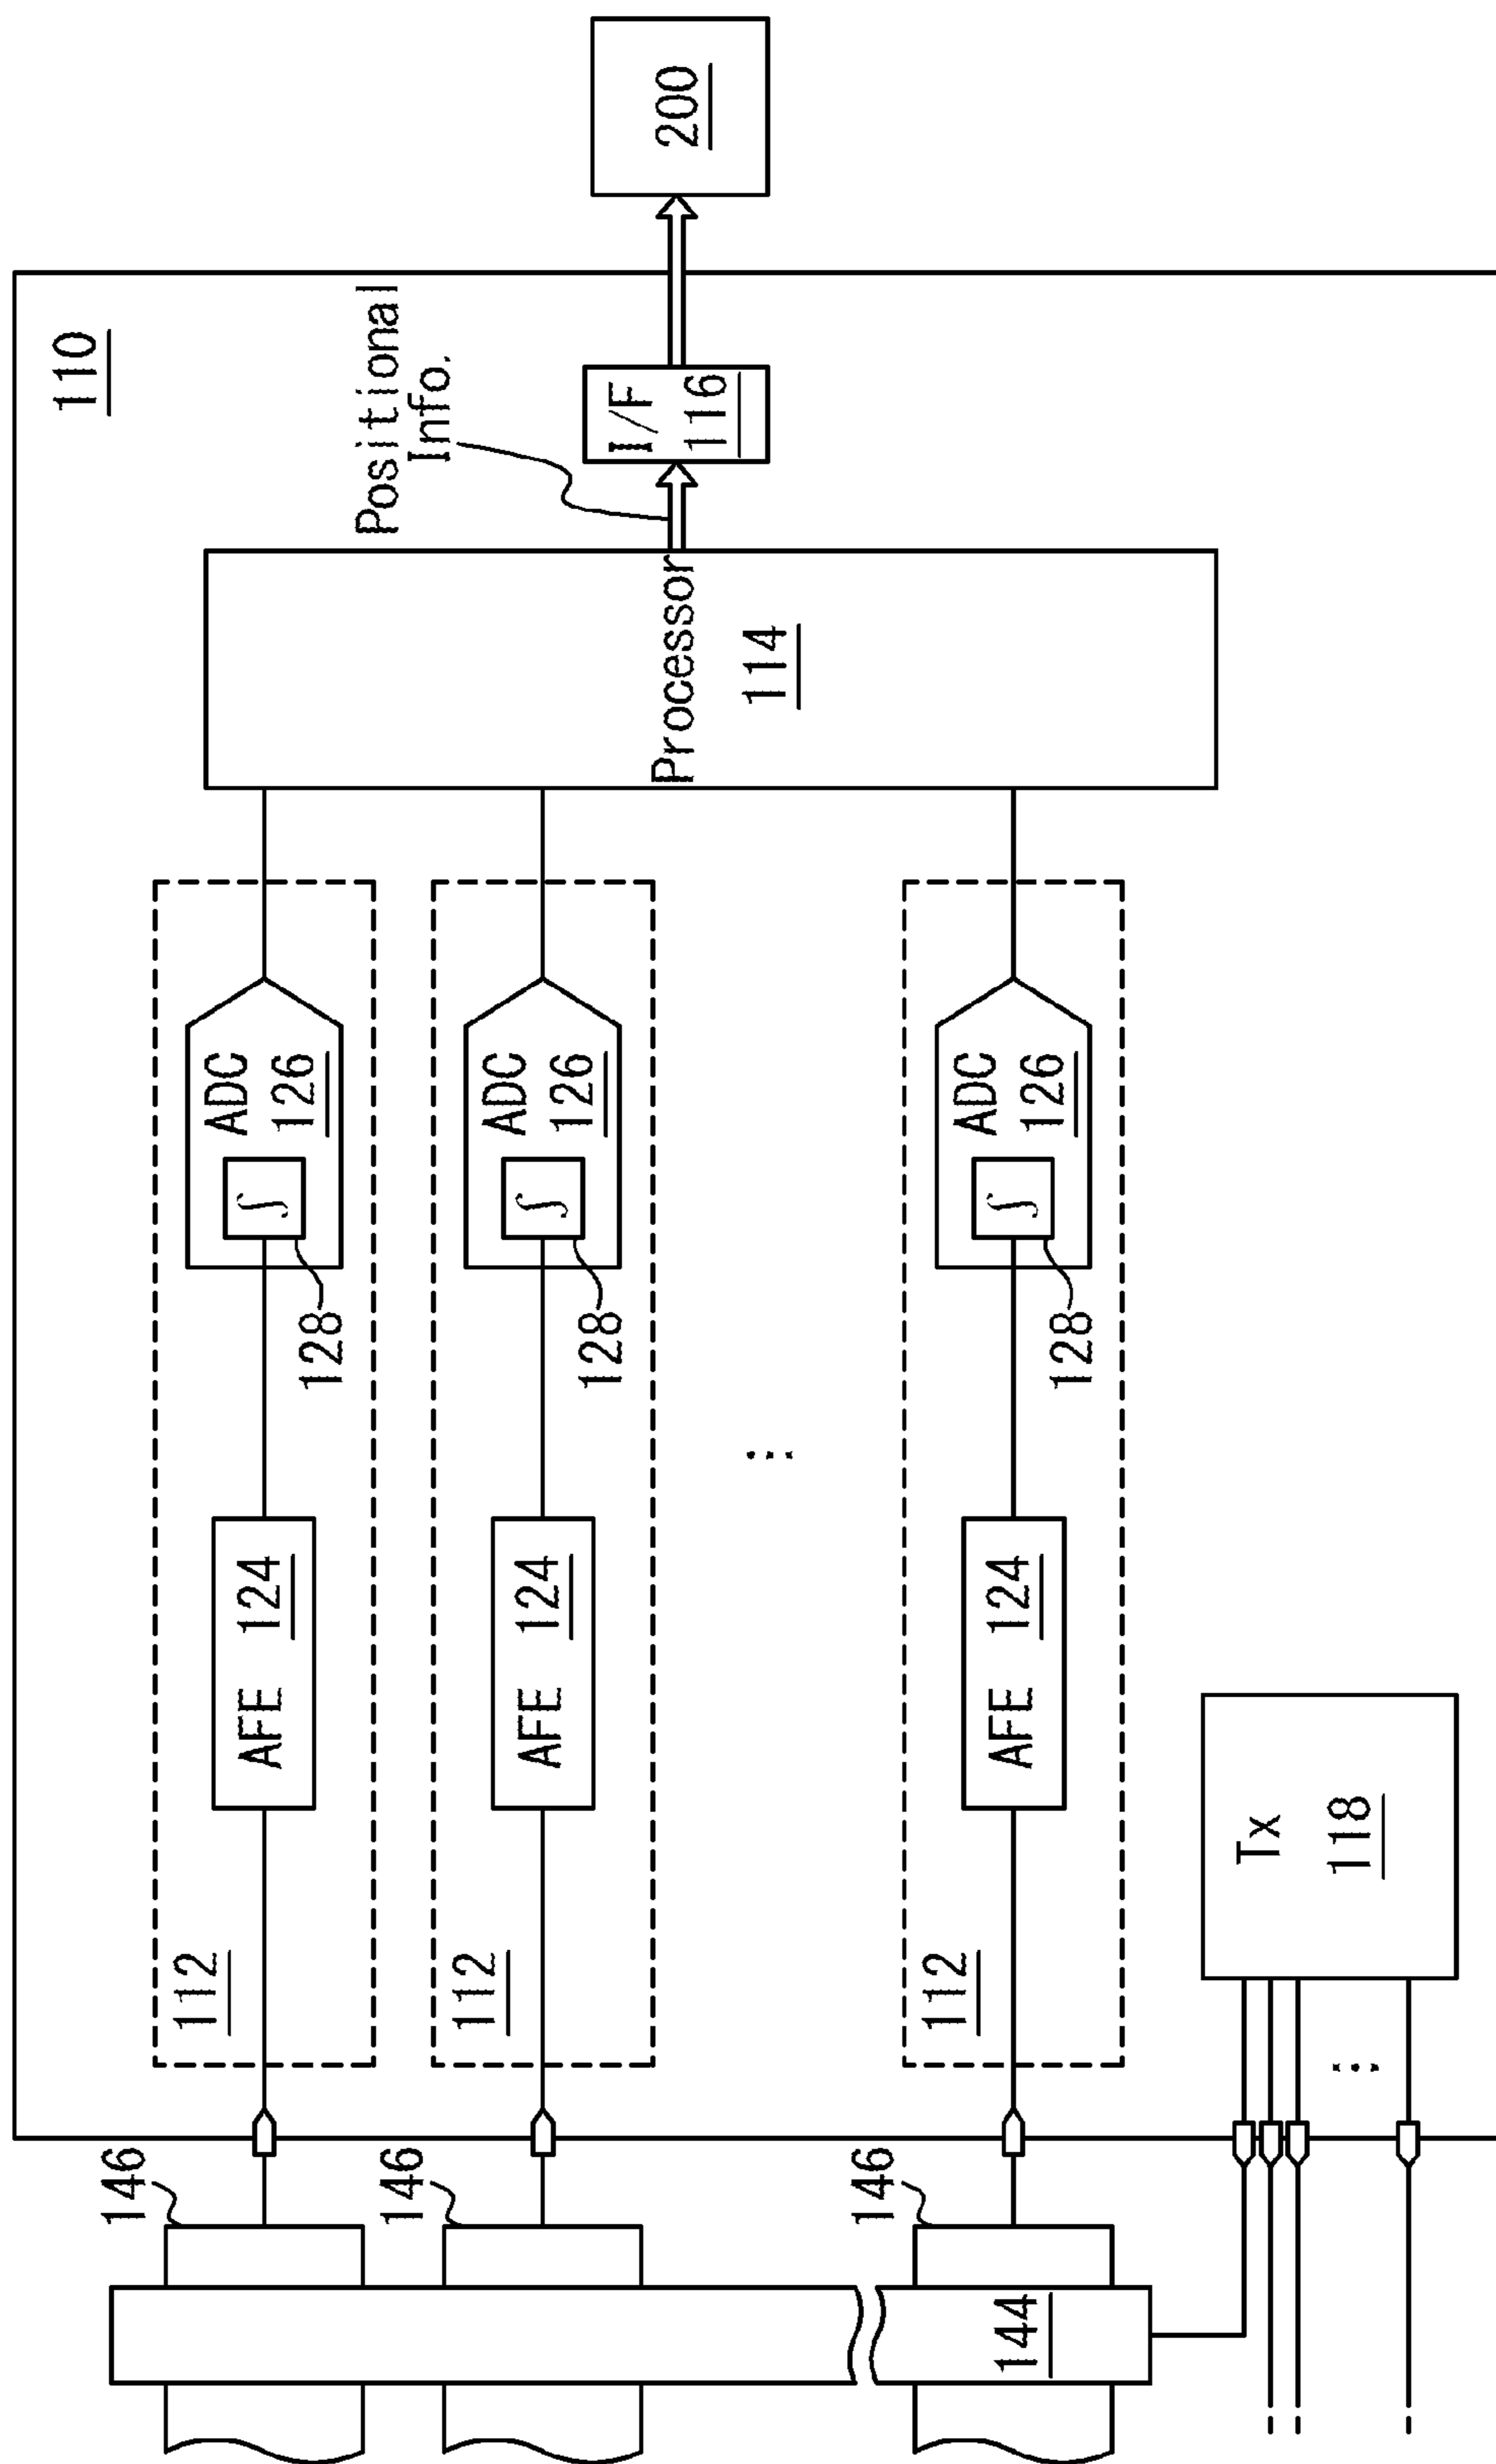 110
200
Positional
Info.
I/F
116
Processor
114
ADC
126
∫
128
AFE 124
112
146
ADC
126
∫
128
AFE 124
112
146
ADC
126
∫
128
AFE 124
112
146
144
Tx
118